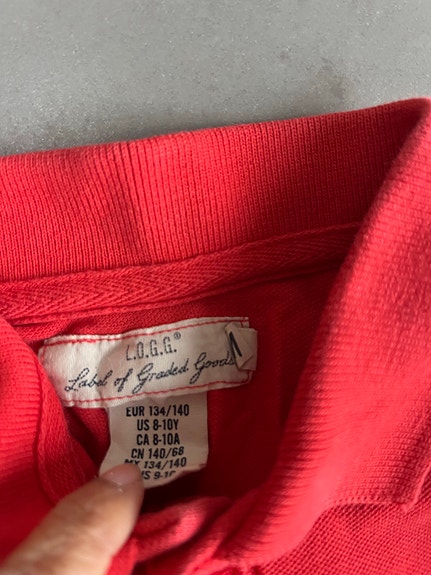 L.O.G.G.®
Label of Graded Goods
EUR 134/140
US 8-10Y
CA 8-10A
CN 140/68
MX 134/140